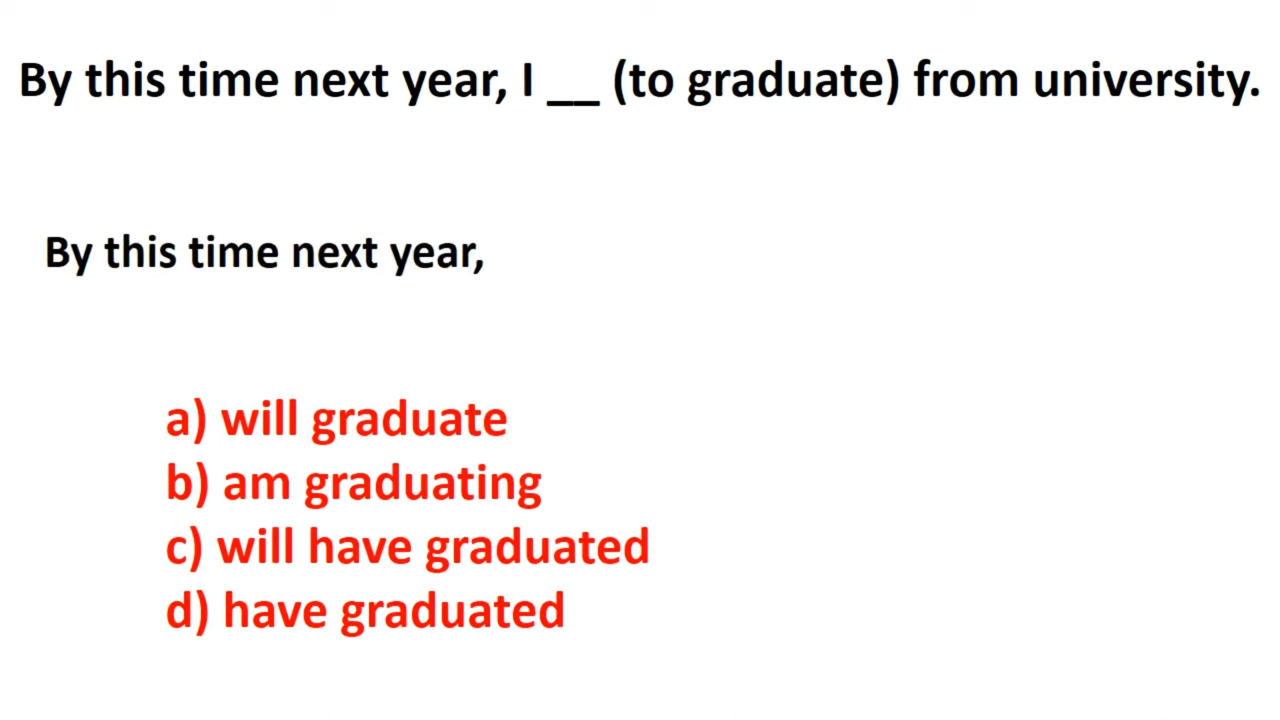 By this time next year, I __ (to graduate) from university.
By this time next year,
a) will graduate
b) am graduating
c) will have graduated
d) have graduated